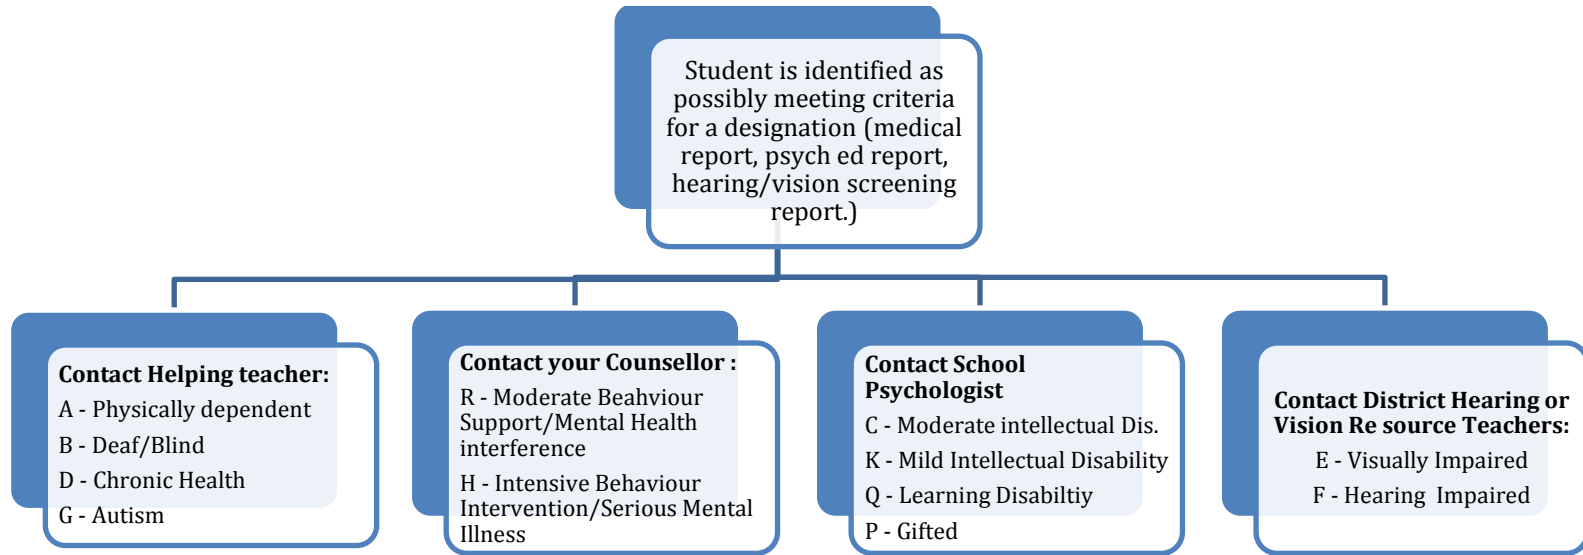 Student is identified as
possibly meeting criteria
for a designation (medical
report, psych ed report,
hearing/vision screening
report.)
Contact Helping teacher:
A - Physically dependent
B - Deaf/Blind
D - Chronic Health
G - Autism
Contact your Counsellor :
R - Moderate Beahviour
Support/Mental Health
interference
H - Intensive Behaviour
Intervention/Serious Mental
Illness
Contact School
Psychologist
C - Moderate intellectual Dis.
K - Mild Intellectual Disability
Q - Learning Disabiltiy
P - Gifted
Contact District Hearing or
Vision Re source Teachers:
E - Visually Impaired
F - Hearing  Impaired